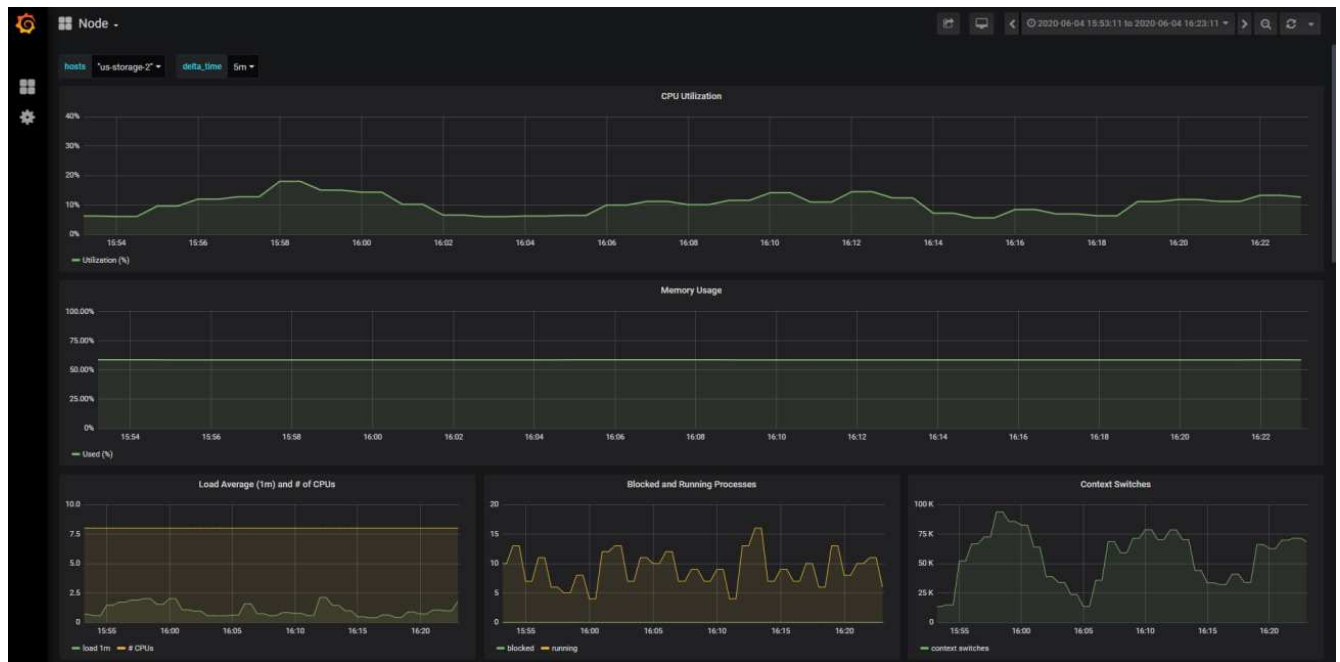 Node
2020-06-04 15:53:11 to 2020-06-04 16:23:11
hosts "us-storage-2" delta_time 5m
CPU Utilization
40%
30%
20%
10%
0%
15:54 15:56 15:58 16:00 16:02 16:04 16:06 16:08 16:10 16:12 16:14 16:16 16:18 16:20 16:22
Utilization (%)
Memory Usage
100.00%
75.00%
50.00%
25.00%
0%
15:54 15:56 15:58 16:00 16:02 16:04 16:06 16:08 16:10 16:12 16:14 16:16 16:18 16:20 16:22
Used (%)
Load Average (1m) and # of CPUs
10.0
7.5
5.0
2.5
0
15:55 16:00 16:05 16:10 16:15 16:20
load 1m # CPUs
Blocked and Running Processes
20
15
10
5
0
15:55 16:00 16:05 16:10 16:15 16:20
blocked running
Context Switches
100 K
75 K
50 K
25 K
0
15:55 16:00 16:05 16:10 16:15 16:20
context switches